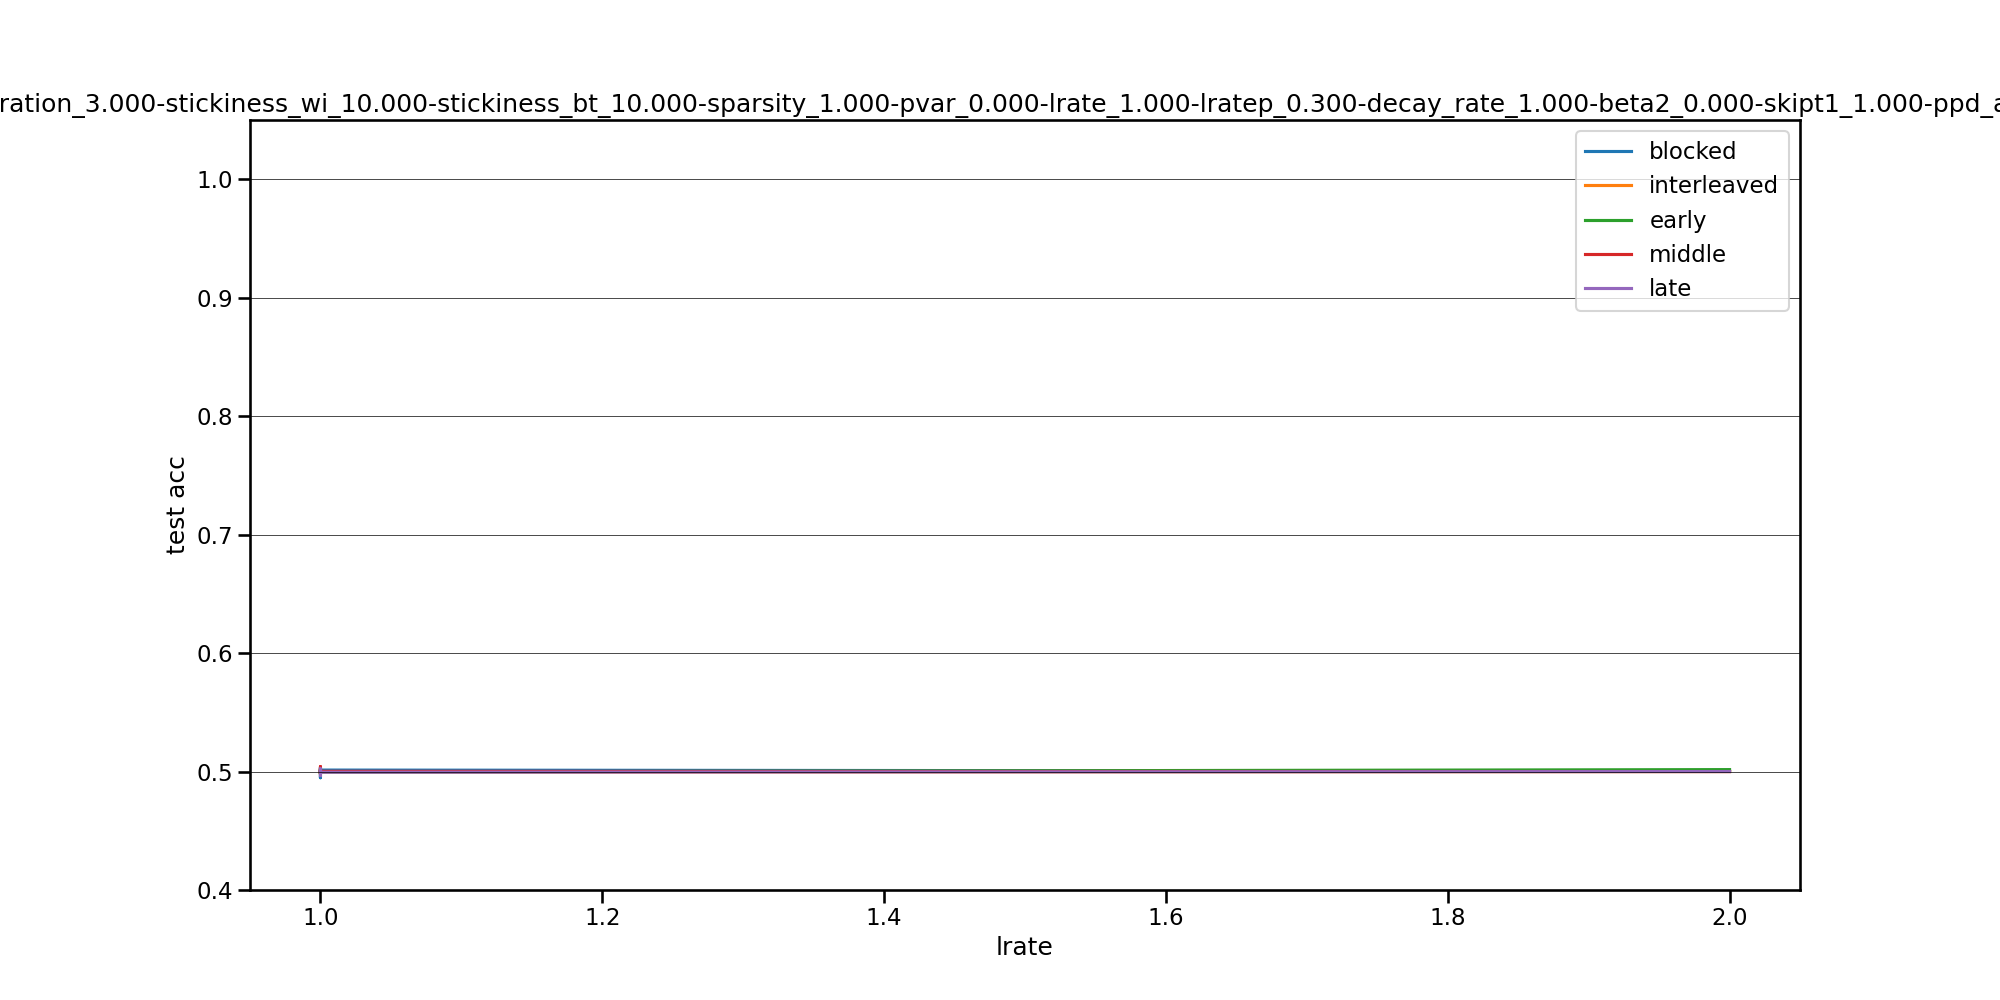 ration_3.000-stickiness_wi_10.000-stickiness_bt_10.000-sparsity_1.000-pvar_0.000-lrate_1.000-lratep_0.300-decay_rate_1.000-beta2_0.000-skipt1_1.000-ppd_a
blocked
interleaved
early
middle
late
1.0
0.9
0.8
0.7
0.6
0.5
0.4
test acc
1.0 1.2 1.4 1.6 1.8 2.0
lrate